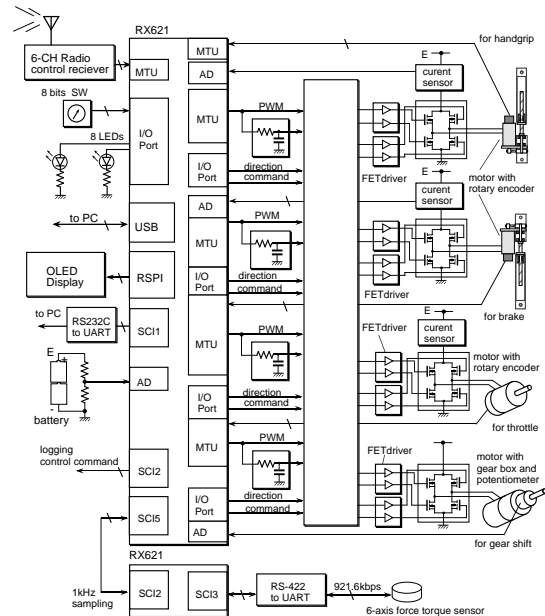 RX621
6-CH Radio
control reciever
MTU
MTU
AD
8 bits SW
I/O
Port
8 LEDs
MTU
PWM
I/O
Port
direction
command
to PC
USB
AD
MTU
PWM
OLED
Display
RSPI
I/O
Port
direction
command
to PC
RS232C
to UART
SCI1
MTU
PWM
E
+
-
battery
AD
I/O
Port
direction
command
logging
control command
SCI2
MTU
PWM
SCI5
I/O
Port
direction
command
AD
1kHz
sampling
RX621
SCI2
SCI3
RS-422
to UART
921.6kbps
6-axis force torque sensor
for handgrip
E
curent
sensor
FETdriver
motor with
rotary encoder
E
curent
sensor
FETdriver
for brake
E
curent
sensor
FETdriver
motor with
rotary encoder
for throttle
FETdriver
motor with
gear box and
potentiometer
for gear shift